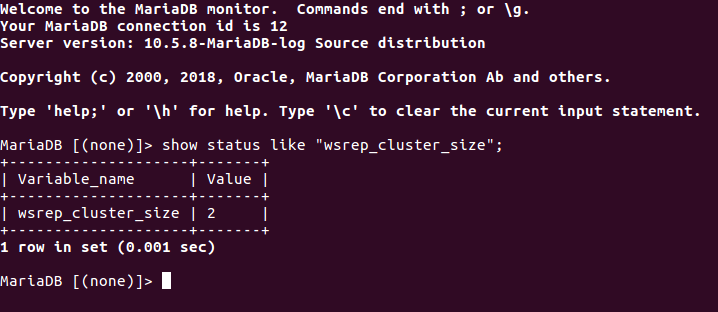 Welcome to the MariaDB monitor.  Commands end with ; or \g.
Your MariaDB connection id is 12
Server version: 10.5.8-MariaDB-log Source distribution
Copyright (c) 2000, 2018, Oracle, MariaDB Corporation Ab and others.
Type 'help;' or '\h' for help. Type '\c' to clear the current input statement.
MariaDB [(none)]> show status like "wsrep_cluster_size";
+--------------------+-------+
| Variable_name      | Value |
+--------------------+-------+
| wsrep_cluster_size | 2     |
+--------------------+-------+
1 row in set (0.001 sec)
MariaDB [(none)]>